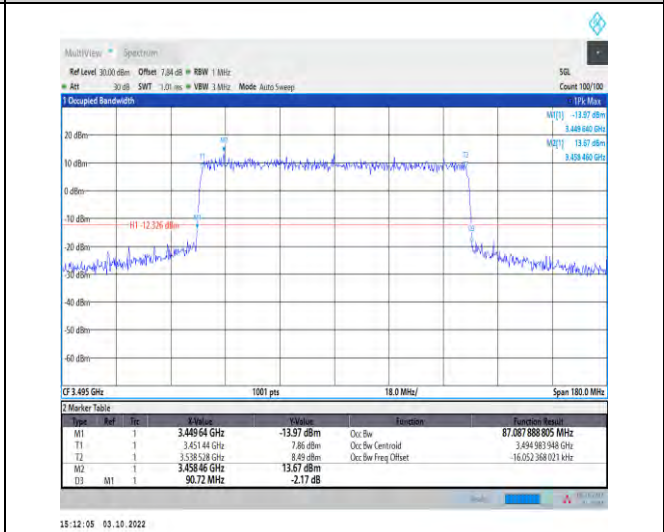 MultiView Spectrum
Ref Level 30.00 dBm Offset 7.84 dB RBW 1 MHz SGL
Att 30 dB SWT 1.01 ms VBW 3 MHz Mode Auto Sweep Count 100/100
1 Occupied Bandwidth 1Pk Max
M1[1] -13.97 dBm
3.449 640 GHz
M2[1] 13.67 dBm
3.458 460 GHz
20 dBm
M2
T1 T2
10 dBm
0 dBm
-10 dBm
H1 -12.326 dBm
M1
D3
-20 dBm
-30 dBm
-40 dBm
-50 dBm
-60 dBm
CF 3.495 GHz 1001 pts 18.0 MHz/ Span 180.0 MHz
2 Marker Table
Type Ref Trc X-Value Y-Value Function Function Result
M1 1 3.449 64 GHz -13.97 dBm Occ Bw 87.087 888 805 MHz
T1 1 3.451 44 GHz 7.86 dBm Occ Bw Centroid 3.494 983 948 GHz
T2 1 3.538 528 GHz 8.49 dBm Occ Bw Freq Offset -16.052 368 021 kHz
M2 1 3.458 46 GHz 13.67 dBm
D3 M1 1 90.72 MHz -2.17 dB
15:12:05 03.10.2022